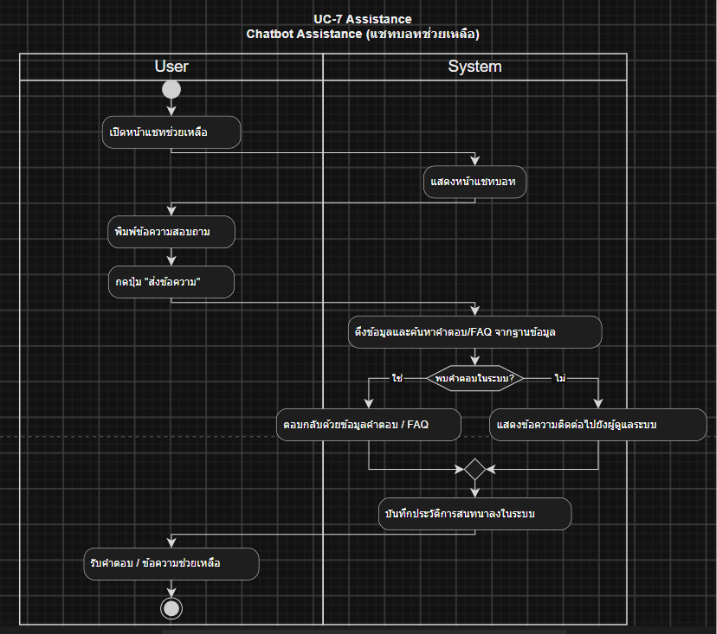 UC-7 Assistance
Chatbot Assistance (แชทบอทช่วยเหลือ)
User
System
เปิดหน้าแชทช่วยเหลือ
แสดงหน้าแชทบอท
พิมพ์ข้อความสอบถาม
กดปุ่ม "ส่งข้อความ"
ดึงข้อมูลและค้นหาคำตอบ/FAQ จากฐานข้อมูล
พบคำตอบในระบบ?
ใช่
ไม่
ตอบกลับด้วยข้อมูลคำตอบ / FAQ
แสดงข้อความติดต่อไปยังผู้ดูแลระบบ
บันทึกประวัติการสนทนาลงในระบบ
รับคำตอบ / ข้อความช่วยเหลือ